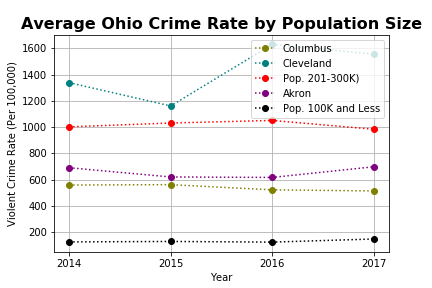 Average Ohio Crime Rate by Population Size
Violent Crime Rate (Per 100,000)
1600
1400
1200
1000
800
600
400
200
2014
2015
2016
2017
Year
Columbus
Cleveland
Pop. 201-300K)
Akron
Pop. 100K and Less